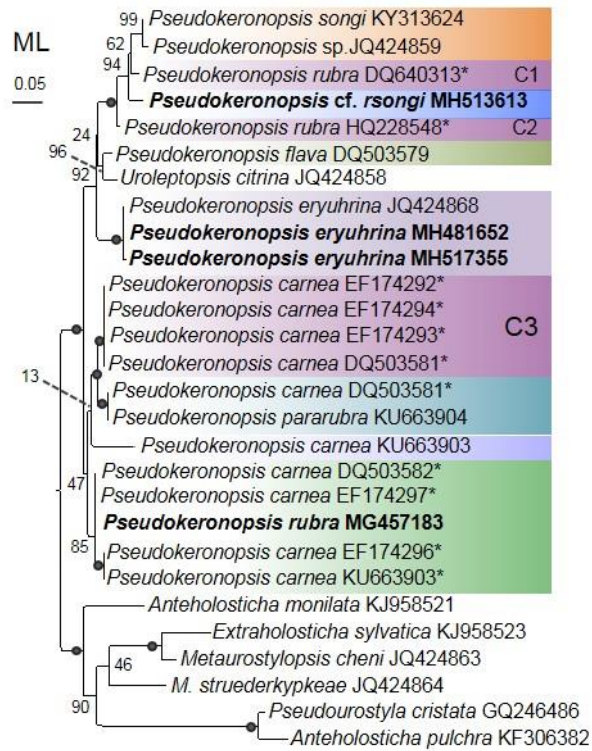 ML
0.05
99
Pseudokeronopsis songi KY313624
62
Pseudokeronopsis sp.JQ424859
94
Pseudokeronopsis rubra DQ640313* C1
Pseudokeronopsis cf. rsongi MH513613
24
Pseudokeronopsis rubra HQ228548* C2
96
Pseudokeronopsis flava DQ503579
92
Uroleptopsis citrina JQ424858
Pseudokeronopsis eryuhrina JQ424868
Pseudokeronopsis eryuhrina MH481652
Pseudokeronopsis eryuhrina MH517355
Pseudokeronopsis carnea EF174292*
Pseudokeronopsis carnea EF174294*
Pseudokeronopsis carnea EF174293* C3
Pseudokeronopsis carnea DQ503581*
13
Pseudokeronopsis carnea DQ503581*
Pseudokeronopsis pararubra KU663904
Pseudokeronopsis carnea KU663903
47
Pseudokeronopsis carnea DQ503582*
Pseudokeronopsis carnea EF174297*
Pseudokeronopsis rubra MG457183
85
Pseudokeronopsis carnea EF174296*
Pseudokeronopsis carnea KU663903*
Anteholosticha monilata KJ958521
Extraholosticha sylvatica KJ958523
46
Metaurostylopsis cheni JQ424863
M. struederkypkeae JQ424864
90
Pseudourostyla cristata GQ246486
Anteholosticha pulchra KF306382